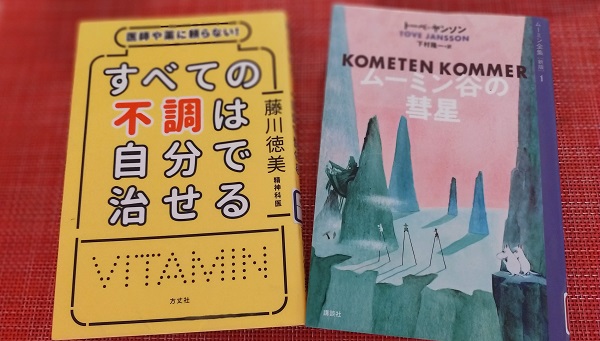 医師や薬に頼らない!
すべての
不調は
自分で
治せる
藤川徳美
精神科医
VITAMIN
方丈社
トーベ・ヤンソン
TOVE JANSSON
下村隆一・訳
KOMETEN KOMMER
ムーミン谷の
彗星
講談社
ムーミン全集[新版]1